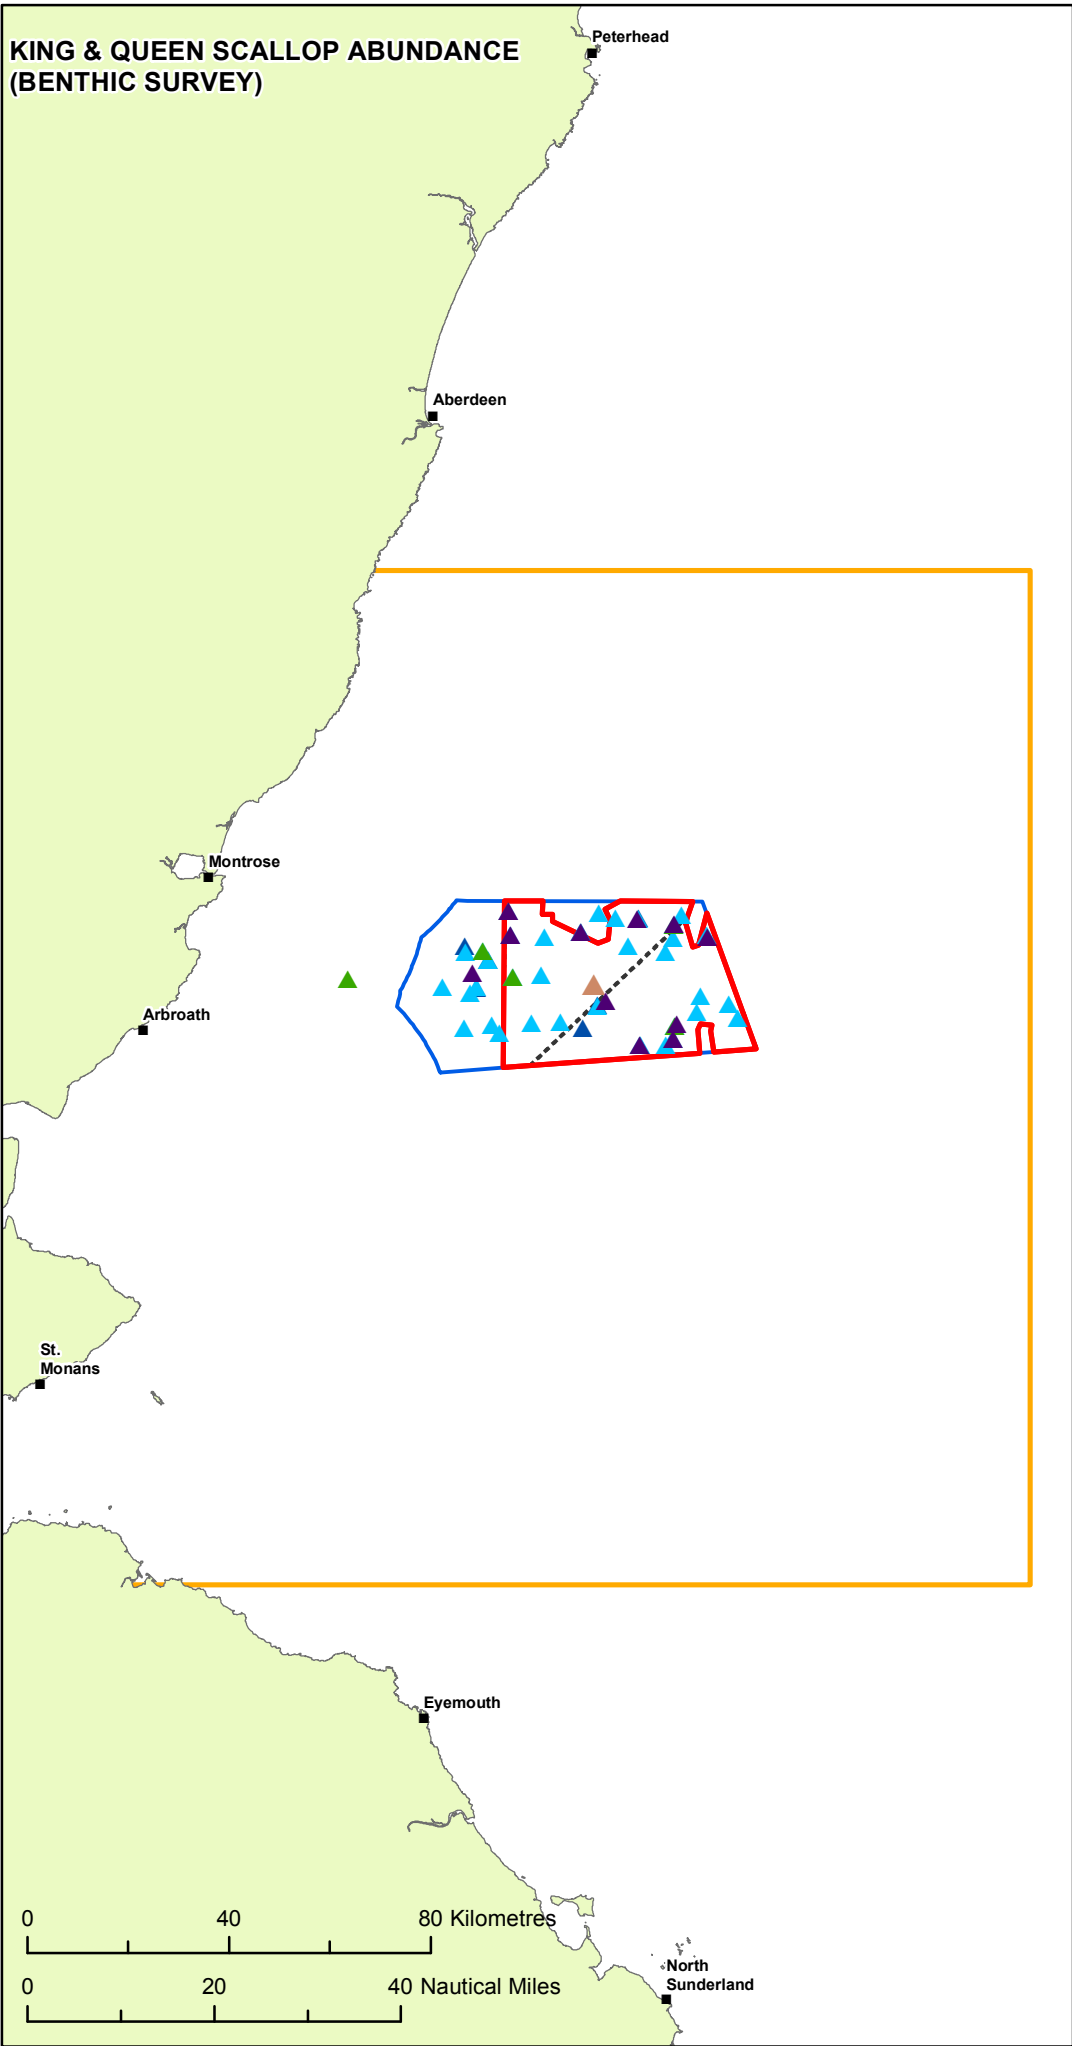 KING & QUEEN SCALLOP ABUNDANCE
(BENTHIC SURVEY)
Peterhead
Aberdeen
Montrose
Arbroath
St.
Monans
Eyemouth
0 40 80 Kilometres
North
Sunderland
0 20 40 Nautical Miles